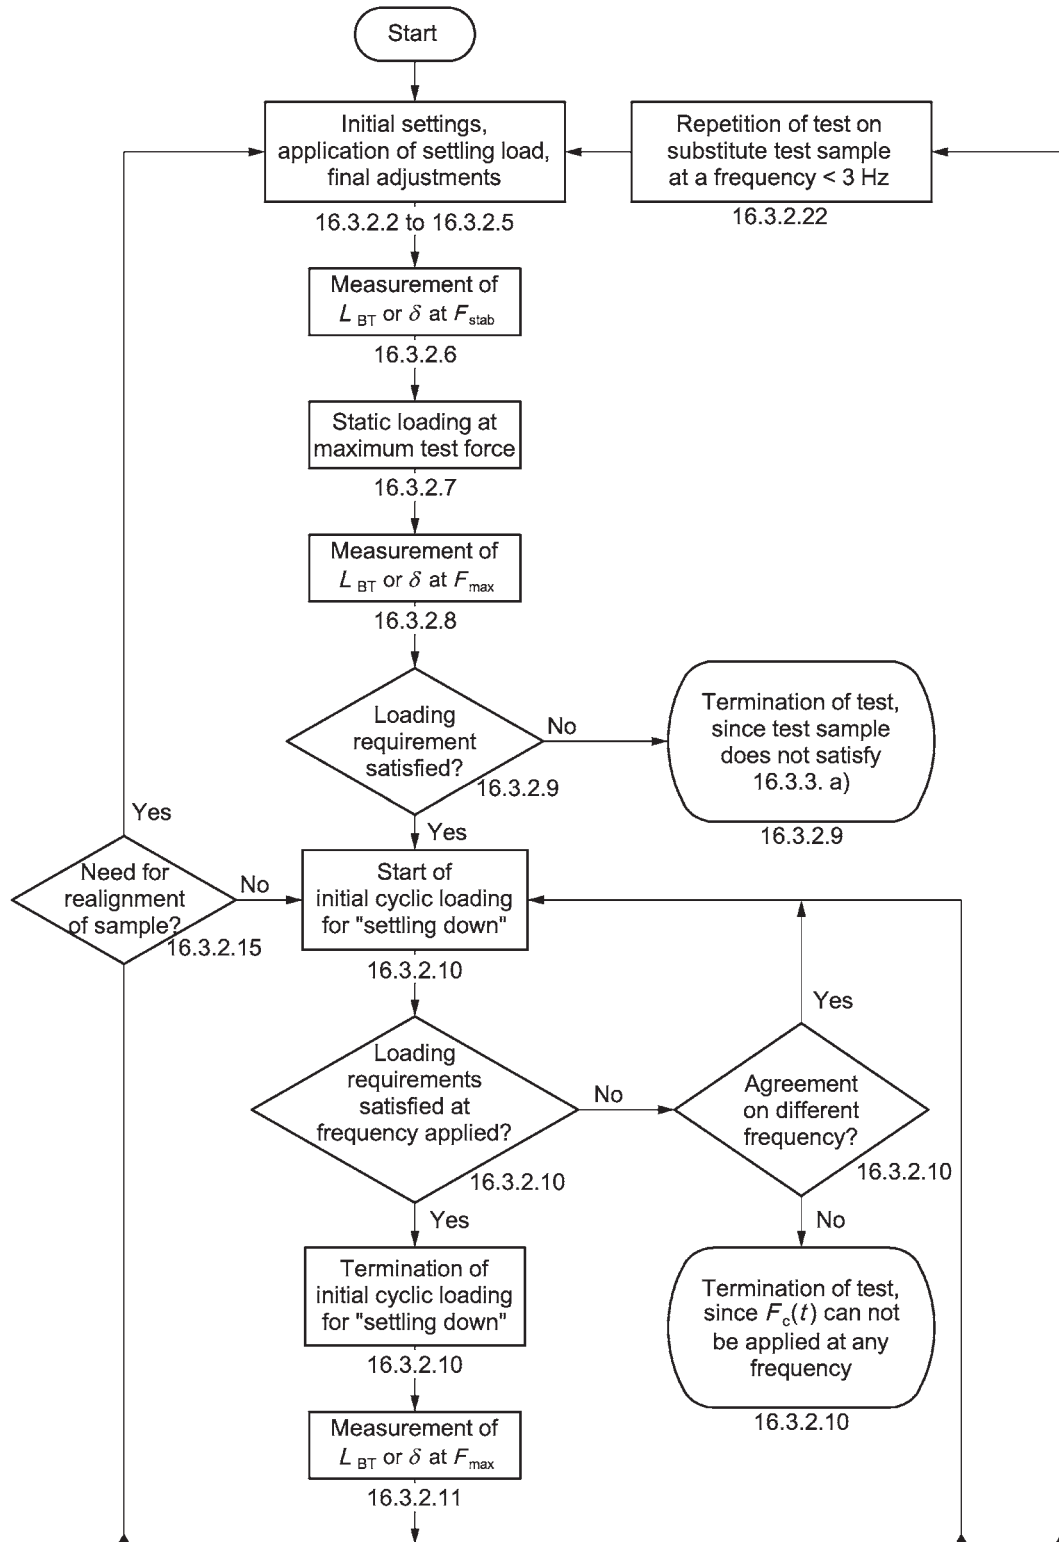 Start
Initial settings,
application of settling load,
final adjustments
16.3.2.2 to 16.3.2.5
Repetition of test on
substitute test sample
at a frequency < 3 Hz
16.3.2.22
Measurement of
L BT or δ at F stab
16.3.2.6
Static loading at
maximum test force
16.3.2.7
Measurement of
L BT or δ at F max
16.3.2.8
Loading
requirement
satisfied?
16.3.2.9
No
Termination of test,
since test sample
does not satisfy
16.3.3. a)
16.3.2.9
Yes
Yes
Need for
realignment
of sample?
16.3.2.15
No
Start of
initial cyclic loading
for "settling down"
16.3.2.10
Loading
requirements
satisfied at
frequency applied?
16.3.2.10
No
Yes
Agreement
on different
frequency?
16.3.2.10
Yes
No
Termination of
initial cyclic loading
for "settling down"
16.3.2.10
Termination of test,
since F c(t) can not
be applied at any
frequency
16.3.2.10
Measurement of
L BT or δ at F max
16.3.2.11